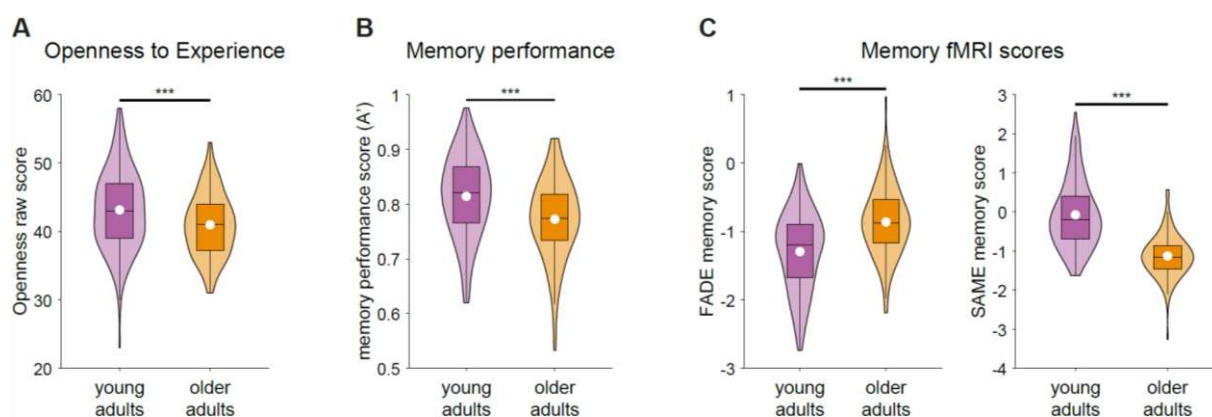 A
Openness to Experience
***
60
50
40
30
20
Openness raw score
young adults
older adults
B
Memory performance
***
1
0.9
0.8
0.7
0.6
0.5
memory performance score (A')
young adults
older adults
C
Memory fMRI scores
***
1
0
-1
-2
-3
FADE memory score
young adults
older adults
***
3
2
1
0
-1
-2
-3
-4
SAME memory score
young adults
older adults